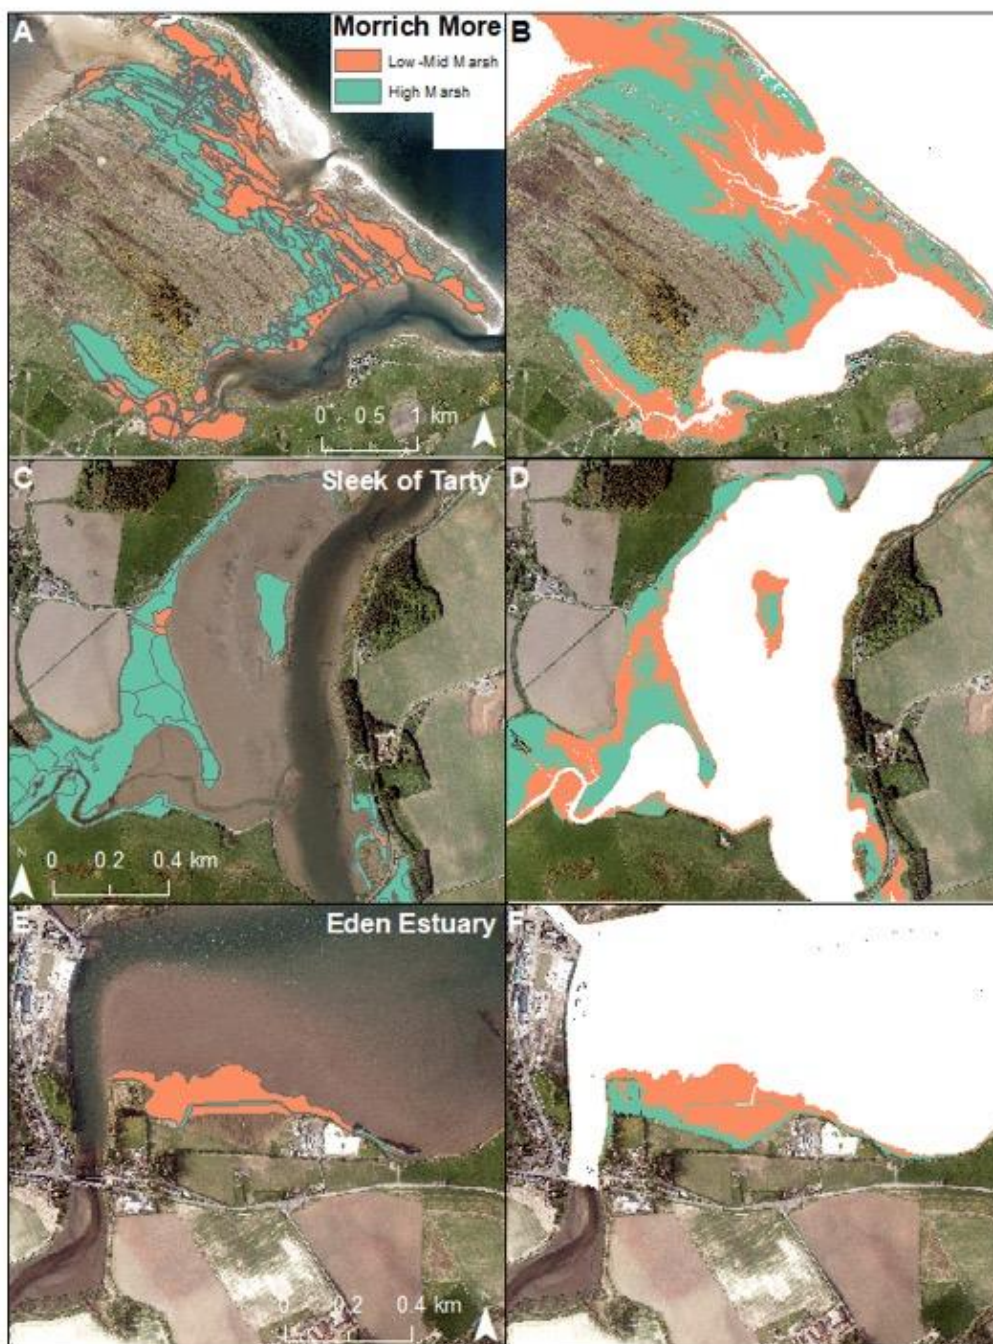 A
Morrich More
Low-Mid Marsh
High Marsh
B
N
0 0.5 1 km
C
Sleek of Tarty
D
N
0 0.2 0.4 km
E
Eden Estuary
F
0 0.2 0.4 km
N